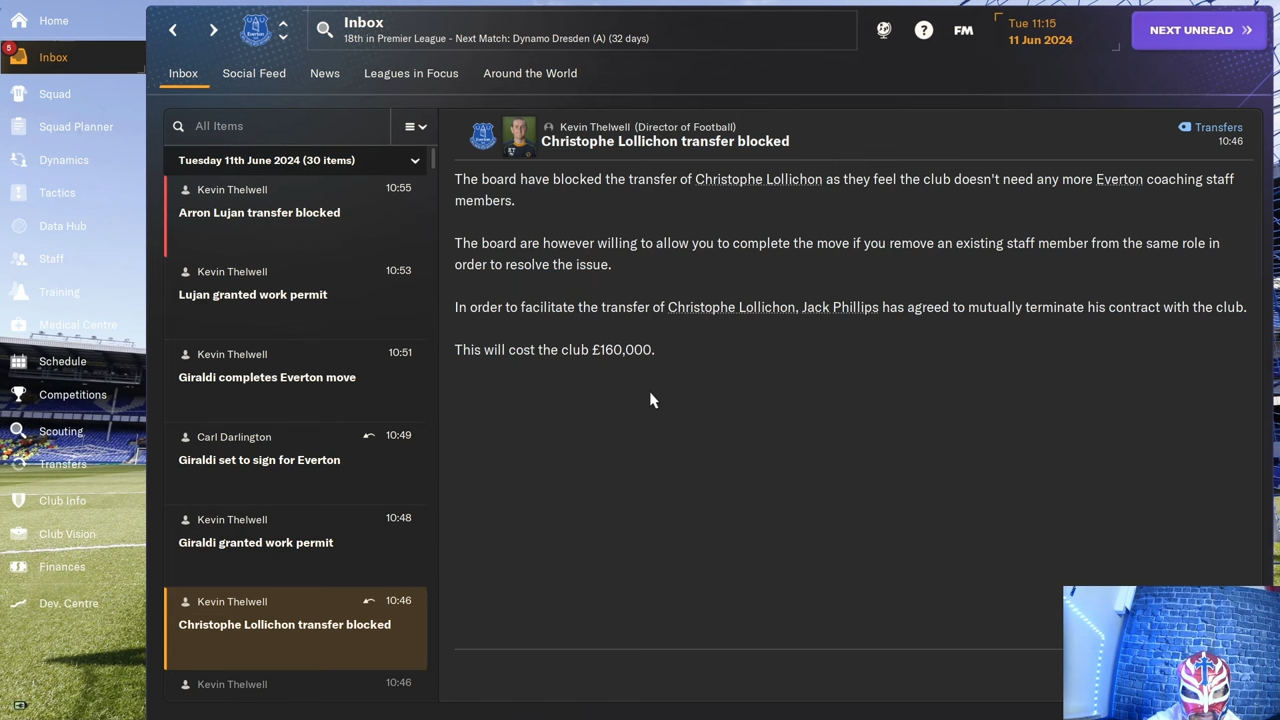 Home
Inbox
18th in Premier League - Next Match: Dynamo Dresden (A) (32 days)
?
FM
Tue 11:15
11 Jun 2024
NEXT UNREAD
5
Inbox
Squad
Squad Planner
Dynamics
Tactics
Data Hub
Staff
Training
Medical Centre
Schedule
Competitions
Scouting
Transfers
Club Info
Club Vision
Finances
Dev. Centre
Everton
Inbox
Social Feed
News
Leagues in Focus
Around the World
All Items
Tuesday 11th June 2024 (30 items)
Kevin Thelwell 10:55
Arron Lujan transfer blocked
Kevin Thelwell 10:53
Lujan granted work permit
Kevin Thelwell 10:51
Giraldi completes Everton move
Carl Darlington 10:49
Giraldi set to sign for Everton
Kevin Thelwell 10:48
Giraldi granted work permit
Kevin Thelwell 10:46
Christophe Lollichon transfer blocked
Kevin Thelwell 10:46
Kevin Thelwell (Director of Football)
Christophe Lollichon transfer blocked
Transfers
10:46
The board have blocked the transfer of Christophe Lollichon as they feel the club doesn't need any more Everton coaching staff
members.
The board are however willing to allow you to complete the move if you remove an existing staff member from the same role in
order to resolve the issue.
In order to facilitate the transfer of Christophe Lollichon, Jack Phillips has agreed to mutually terminate his contract with the club.
This will cost the club £160,000.